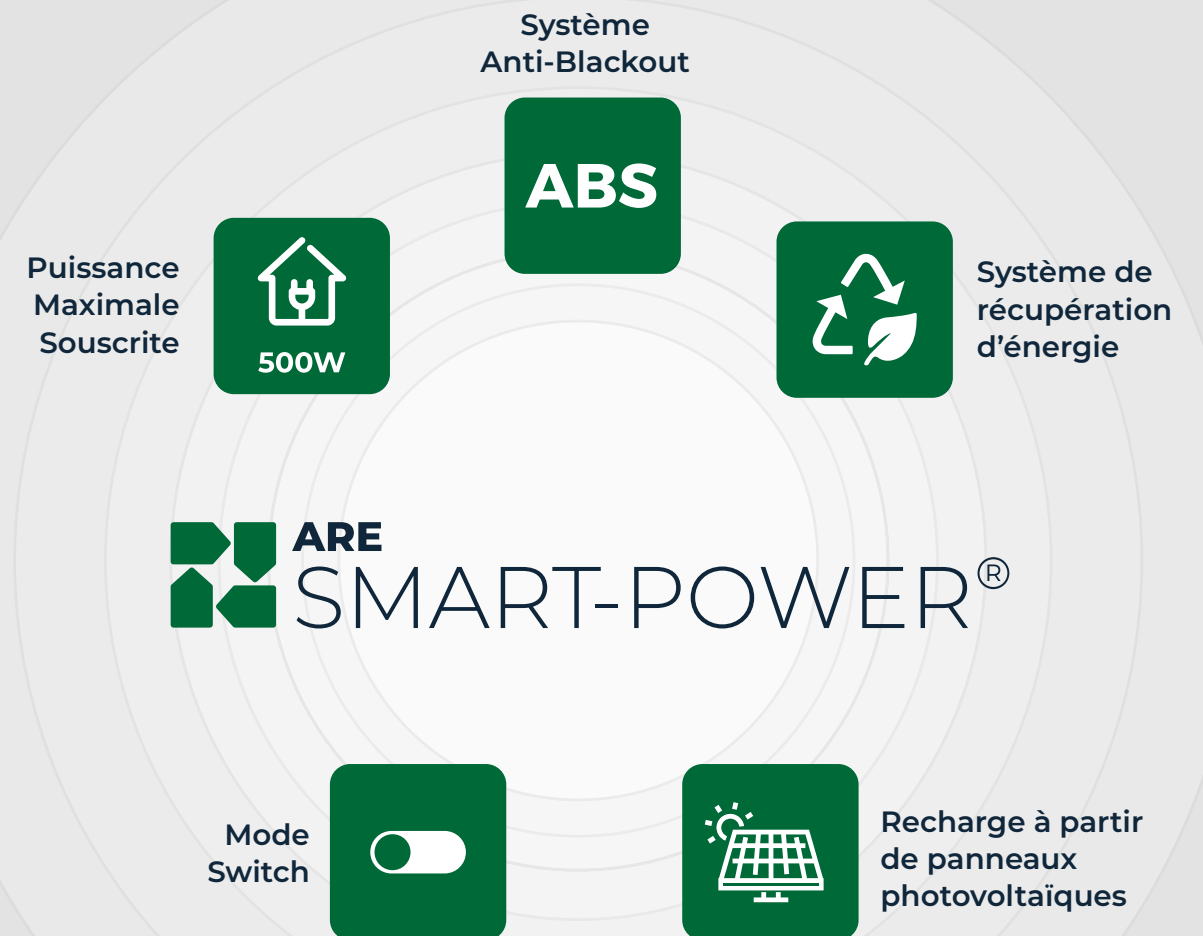 Système
Anti-Blackout
ABS
Puissance
Maximale
Souscrite
500W
Système de
récupération
d’énergie
ARE
SMART-POWER®
Mode
Switch
Recharge à partir
de panneaux
photovoltaïques